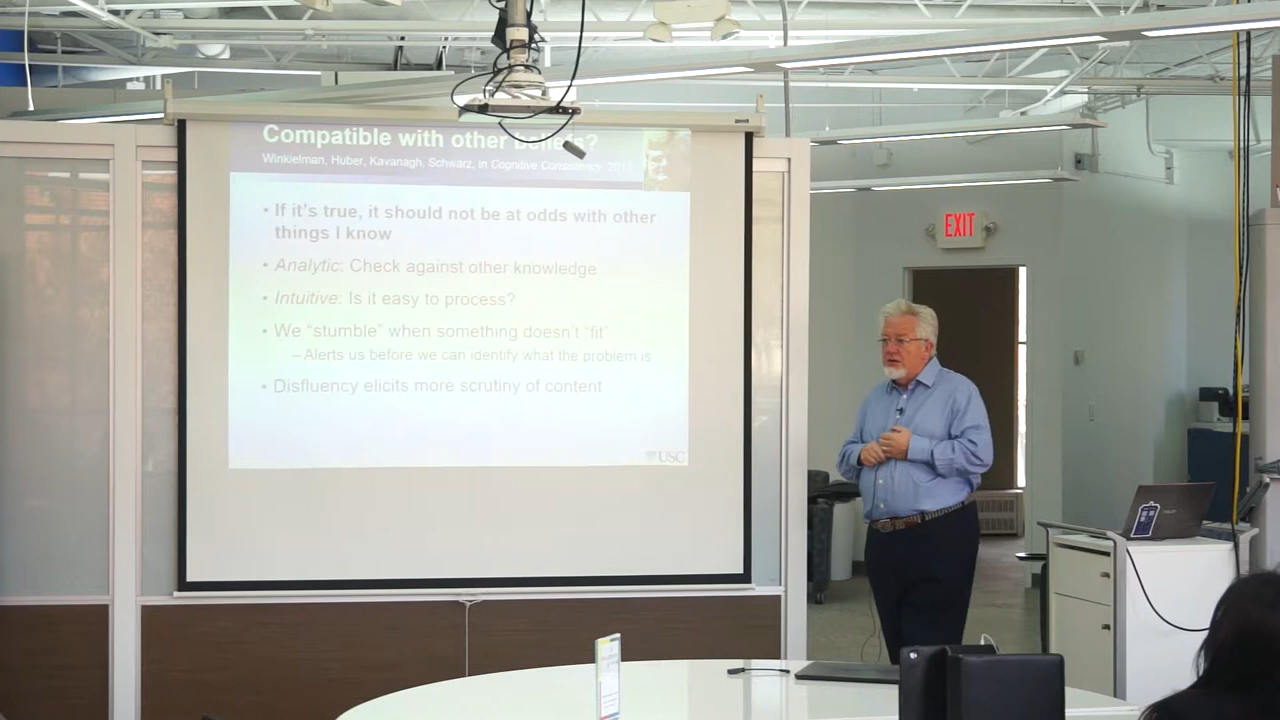 Compatible with other beliefs?
Winkielman, Huber, Kavanagh, Schwarz, in Cognitive Consistency
• If it's true, it should not be at odds with other
things I know
• Analytic: Check against other knowledge
• Intuitive: Is it easy to process?
• We "stumble" when something doesn't "fit"
– Alerts us before we can identify what the problem is
• Disfluency elicits more scrutiny of content
USC
EXIT